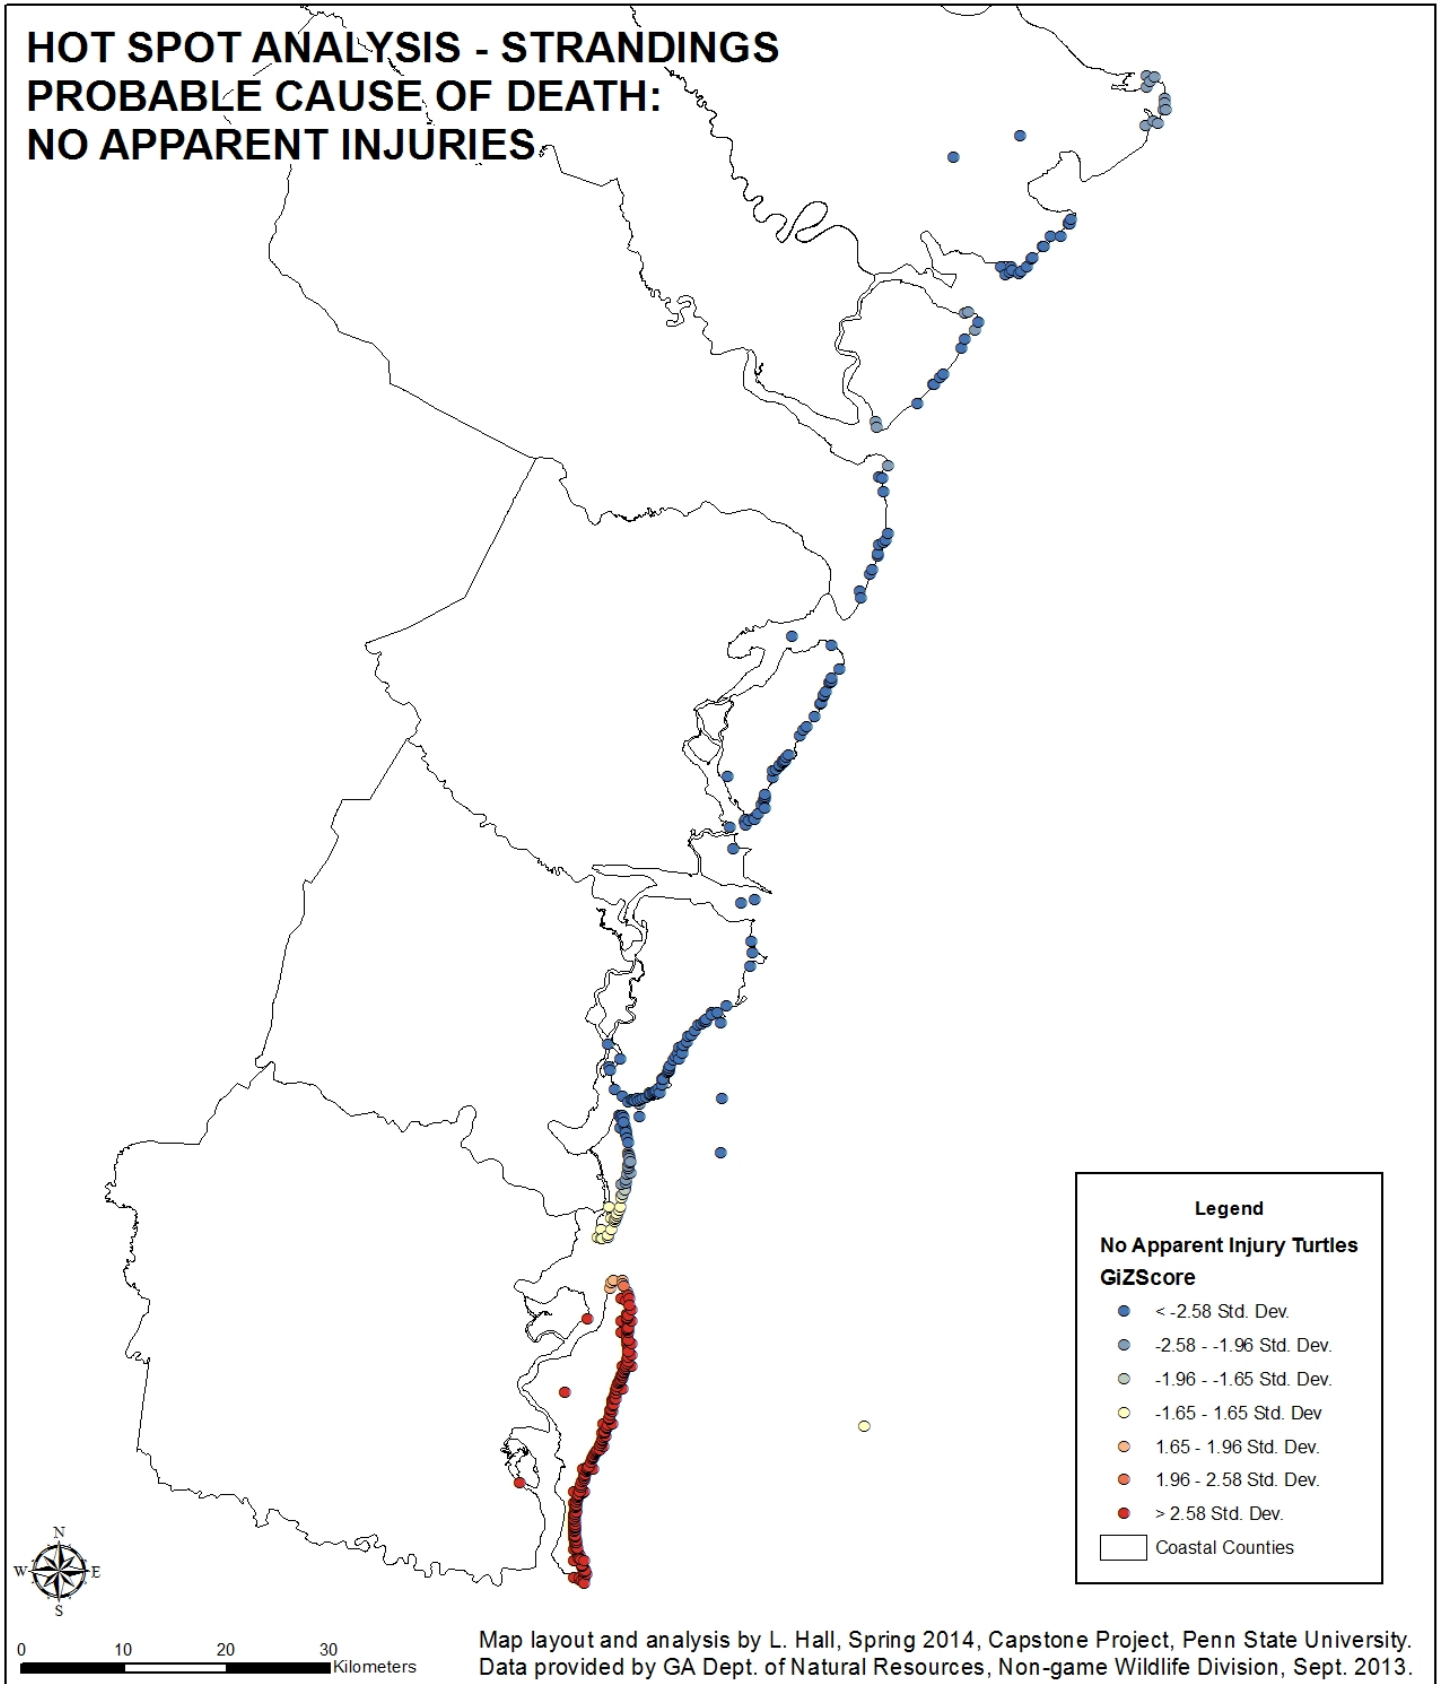 HOT SPOT ANALYSIS - STRANDINGS
PROBABLE CAUSE OF DEATH:
NO APPARENT INJURIES
Legend
No Apparent Injury Turtles
GiZScore
< -2.58 Std. Dev.
-2.58 - -1.96 Std. Dev.
-1.96 - -1.65 Std. Dev.
-1.65 - 1.65 Std. Dev
1.65 - 1.96 Std. Dev.
1.96 - 2.58 Std. Dev.
> 2.58 Std. Dev.
Coastal Counties
N
W E
S
0 10 20 30
Kilometers
Map layout and analysis by L. Hall, Spring 2014, Capstone Project, Penn State University.
Data provided by GA Dept. of Natural Resources, Non-game Wildlife Division, Sept. 2013.